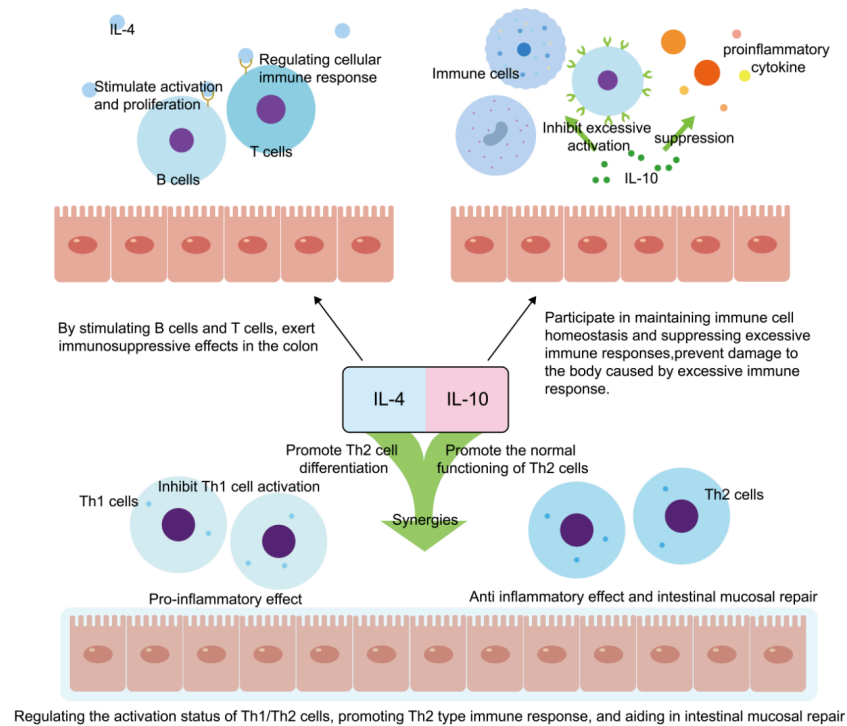 IL-4
Regulating cellular
immune response
Stimulate activation
and proliferation
T cells
B cells
proinflammatory
cytokine
Immune cells
Inhibit excessive
activation
suppression
IL-10
By stimulating B cells and T cells, exert
immunosuppressive effects in the colon
Participate in maintaining immune cell
homeostasis and suppressing excessive
immune responses,prevent damage to
the body caused by excessive immune
response.
IL-4
IL-10
Promote Th2 cell
differentiation
Promote the normal
functioning of Th2 cells
Inhibit Th1 cell activation
Th1 cells
Th2 cells
Synergies
Pro-inflammatory effect
Anti inflammatory effect and intestinal mucosal repair
Regulating the activation status of Th1/Th2 cells, promoting Th2 type immune response, and aiding in intestinal mucosal repair